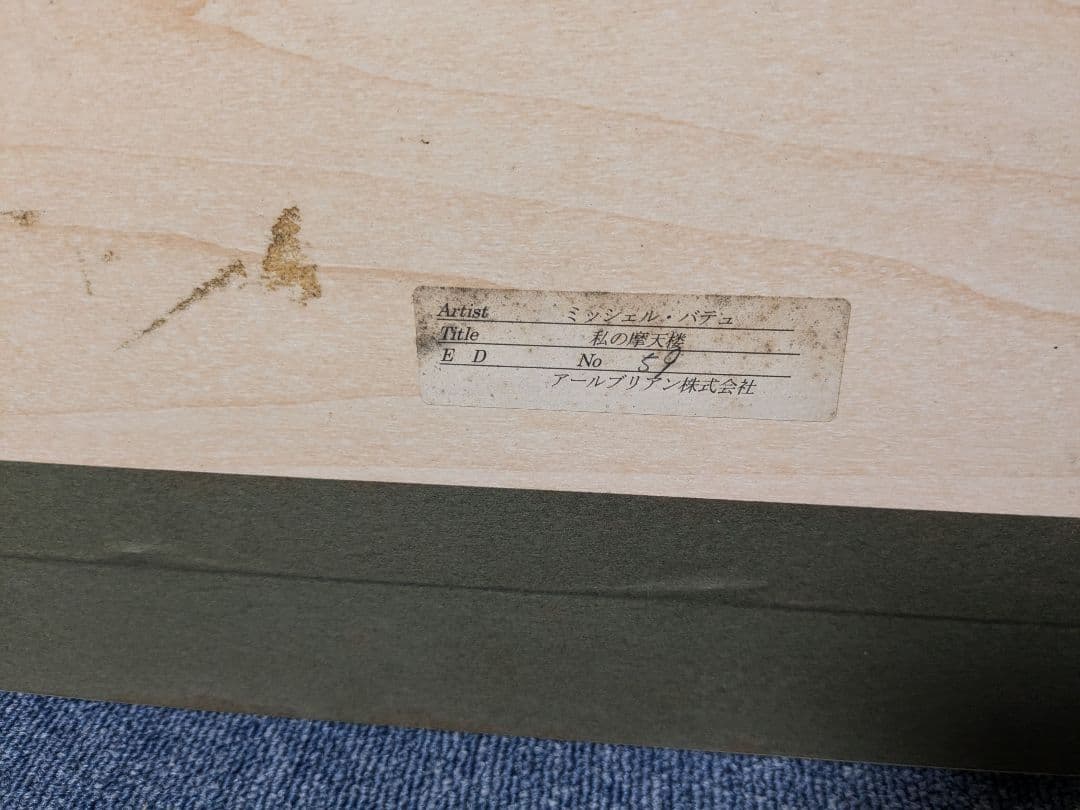 Artist ミッシェル・バテュ
Title 私の摩天楼
E D No 59
アールブリアン株式会社